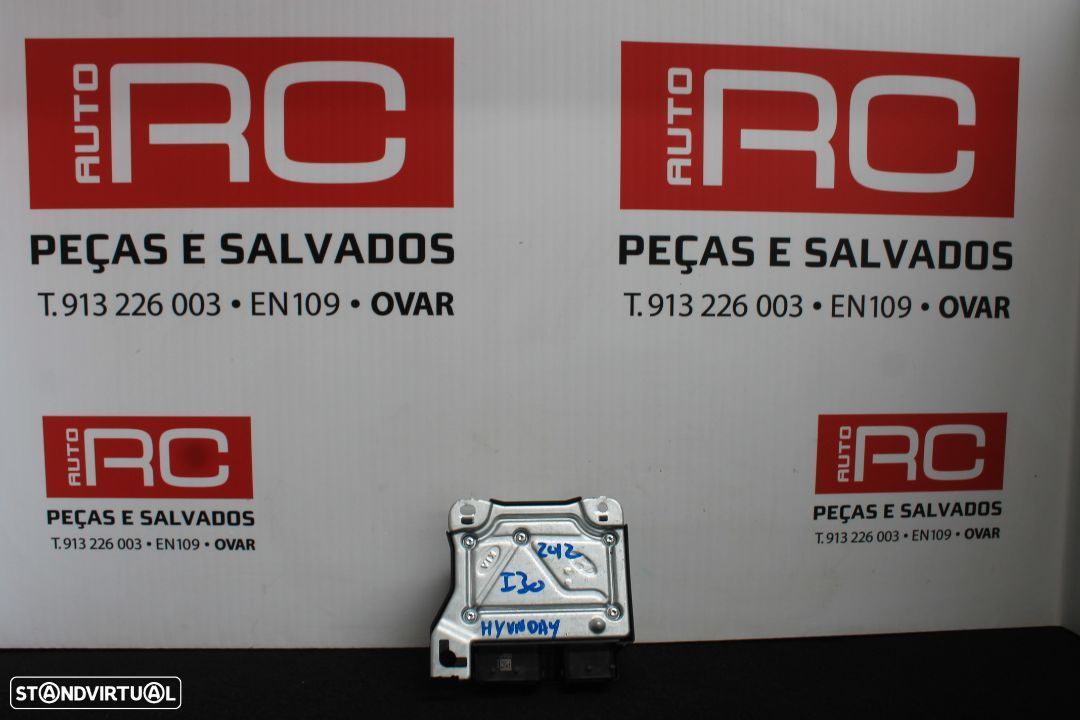 AUTO RC
PEÇAS E SALVADOS
T. 913 226 003 • EN109 • OVAR
AUTO RC
PEÇAS E SALVADOS
T. 913 226 003 • EN109 • OVAR
AUTO RC
PEÇAS E SALVADOS
T. 913 226 003 • EN109 • OVAR
AUTO RC
PEÇAS E SALVADOS
T. 913 226 003 • EN109 • OVAR
KIA
2012
I30
HYUNDAY
STANDVIRTUAL